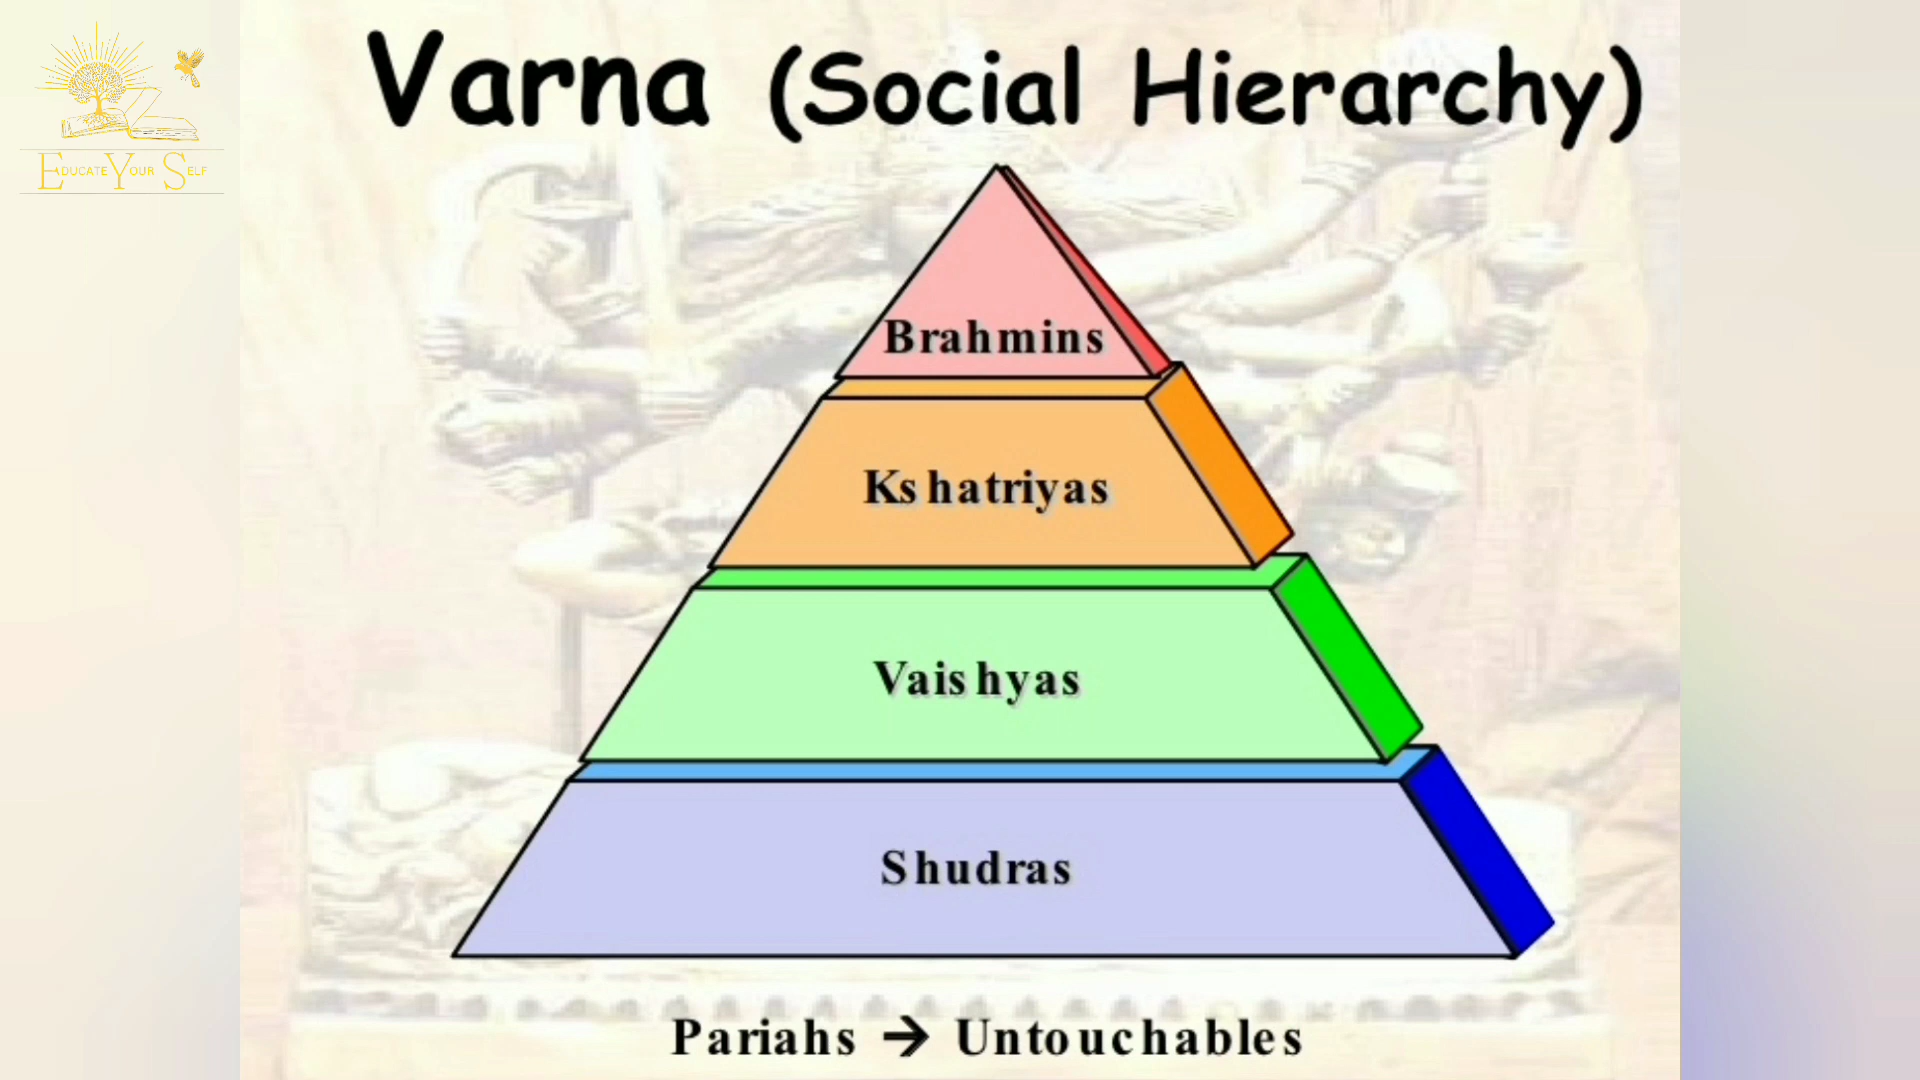 Varna (Social Hierarchy)
EDUCATE YOUR SELF
Brahmins
Kshatriyas
Vaishyas
Shudras
Pariahs → Untouchables